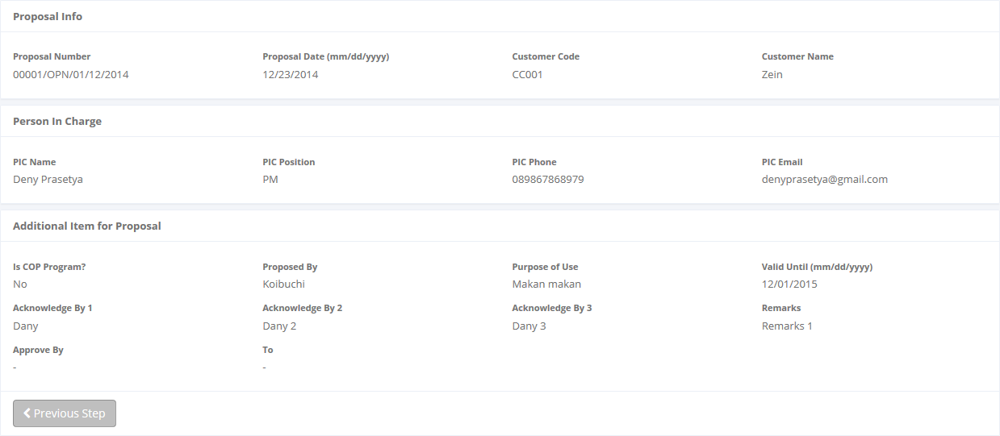 Proposal Info
Proposal Number Proposal Date (mm/dd/yyyy) Customer Code Customer Name
00001/OPN/01/12/2014 12/23/2014 CC001 Zein
Person In Charge
PIC Name PIC Position PIC Phone PIC Email
Deny Prasetya PM 089867868979 denyprasetya@gmail.com
Additional Item for Proposal
Is COP Program? Proposed By Purpose of Use Valid Until (mm/dd/yyyy)
No Koibuchi Makan makan 12/01/2015
Acknowledge By 1 Acknowledge By 2 Acknowledge By 3 Remarks
Dany Dany 2 Dany 3 Remarks 1
Approve By To
- -
Previous Step